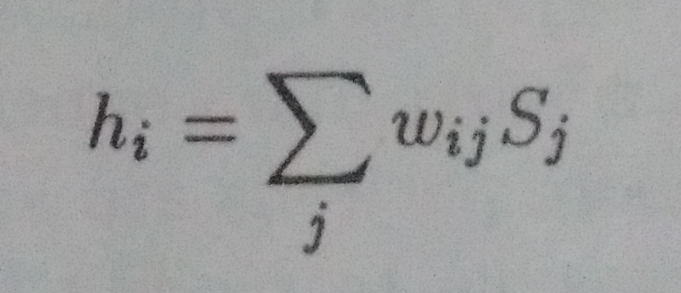 h_i = \sum_j w_{ij} S_j